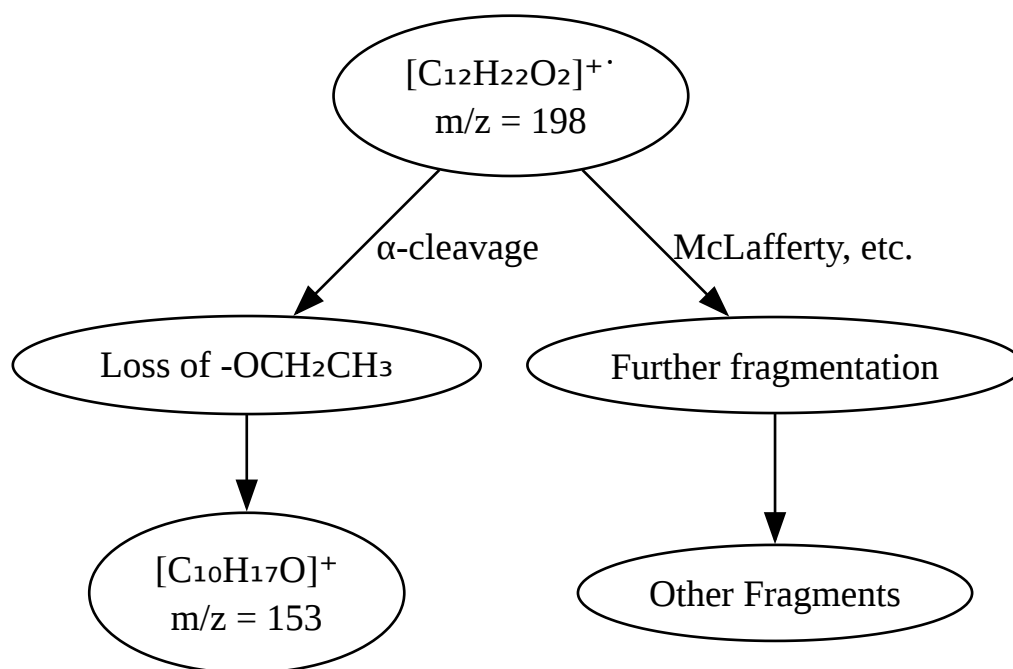 [C₁₂H₂₂O₂]⁺˙
m/z = 198
α-cleavage
McLafferty, etc.
Loss of -OCH₂CH₃
Further fragmentation
[C₁₀H₁₇O]⁺
m/z = 153
Other Fragments